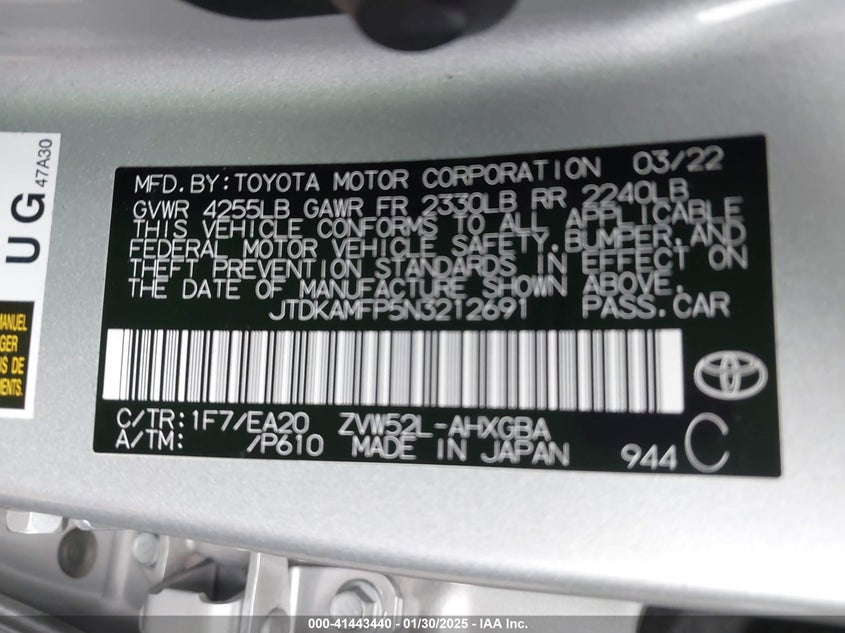 MFD.BY:TOYOTA MOTOR CORPORATION 03/22
GVWR 4255LB GAWR FR 2330LB RR 2240LB
THIS VEHICLE CONFORMS TO ALL APPLICABLE
FEDERAL MOTOR VEHICLE SAFETY,BUMPER,AND
THEFT PREVENTION STANDARDS IN EFFECT ON
THE DATE OF MANUFACTURE SHOWN ABOVE.
JTDKAMFP5N3212691 PASS.CAR
C/TR:1F7/EA20 ZVW52L-AHXGBA
A/TM: /P610 MADE IN JAPAN 944 C
UG
47A30
MANUEL
DE
000-41443440 — 01/30/2025 — IAA Inc.